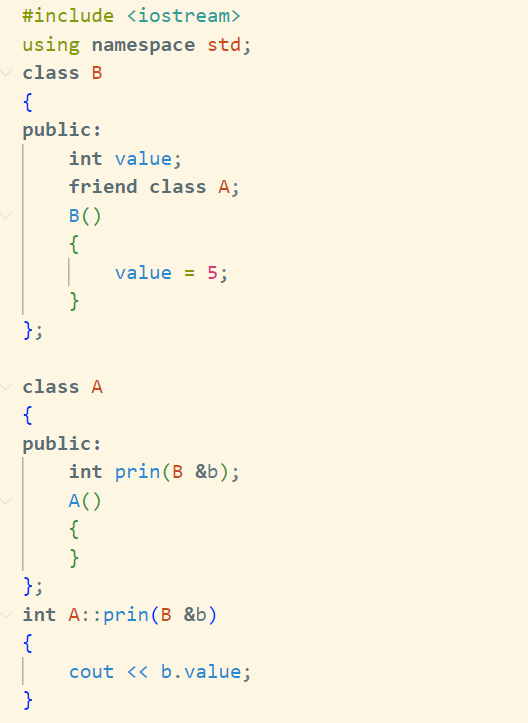 #include <iostream>
using namespace std;
class B
{
public:
    int value;
    friend class A;
    B()
    {
        value = 5;
    }
};

class A
{
public:
    int prin(B &b);
    A()
    {
    }
};
int A::prin(B &b)
{
    cout << b.value;
}